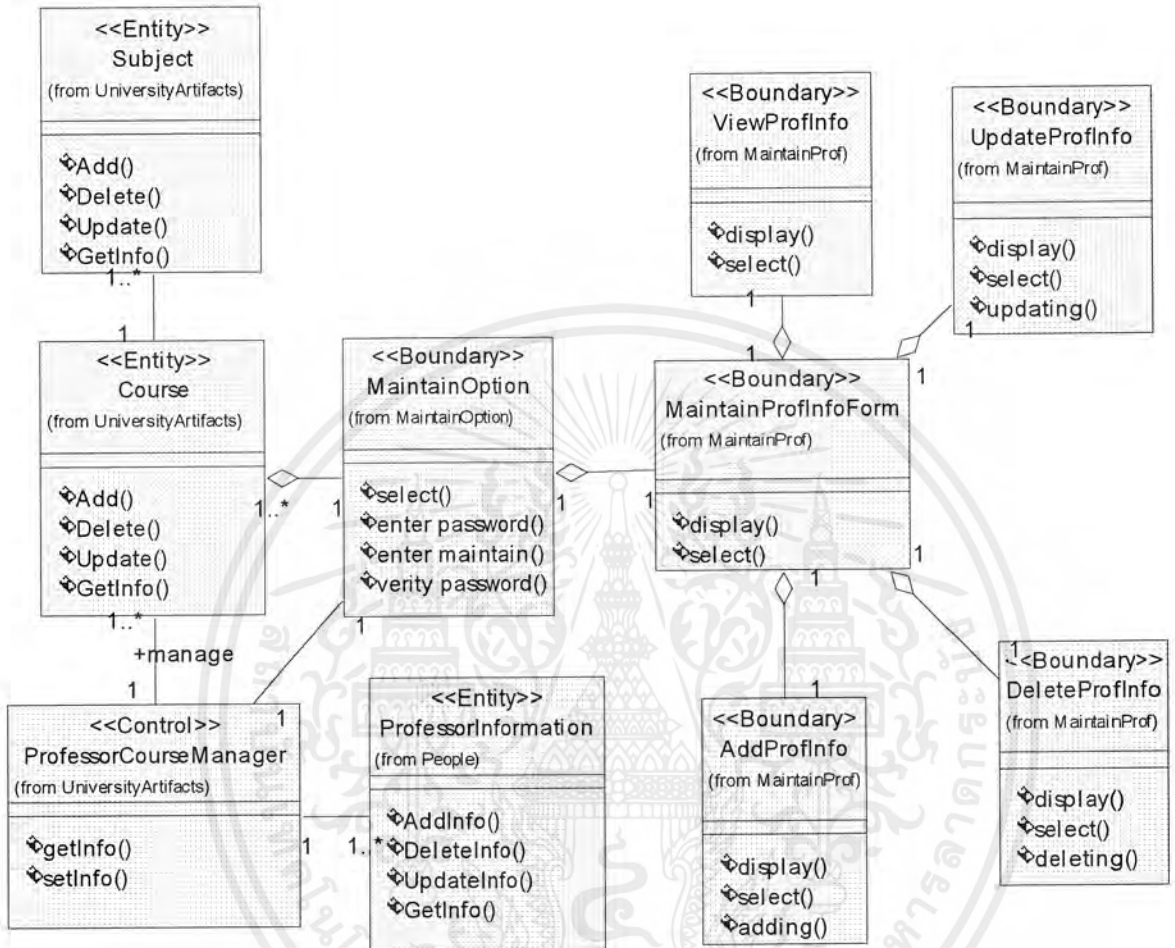 <<Entity>>
Subject
(from UniversityArtifacts)
Add()
Delete()
Update()
GetInfo()
1..*
1
<<Entity>>
Course
(from UniversityArtifacts)
Add()
Delete()
Update()
GetInfo()
1..*
1
1..*
+manage
1
<<Boundary>>
MaintainOption
(from MaintainOption)
select()
enter password()
enter maintain()
verity password()
1
1
1
<<Control>>
ProfessorCourseManager
(from UniversityArtifacts)
getInfo()
setInfo()
1
1
1..*
<<Entity>>
ProfessorInformation
(from People)
AddInfo()
DeleteInfo()
UpdateInfo()
GetInfo()
<<Boundary>>
ViewProfInfo
(from MaintainProf)
display()
select()
1
1
<<Boundary>>
UpdateProfInfo
(from MaintainProf)
display()
select()
updating()
1
1
<<Boundary>>
MaintainProfInfoForm
(from MaintainProf)
display()
select()
1
1
1
<<Boundary>
AddProfInfo
(from MaintainProf)
display()
select()
adding()
1
<<Boundary>>
DeleteProfInfo
(from MaintainProf)
display()
select()
deleting()